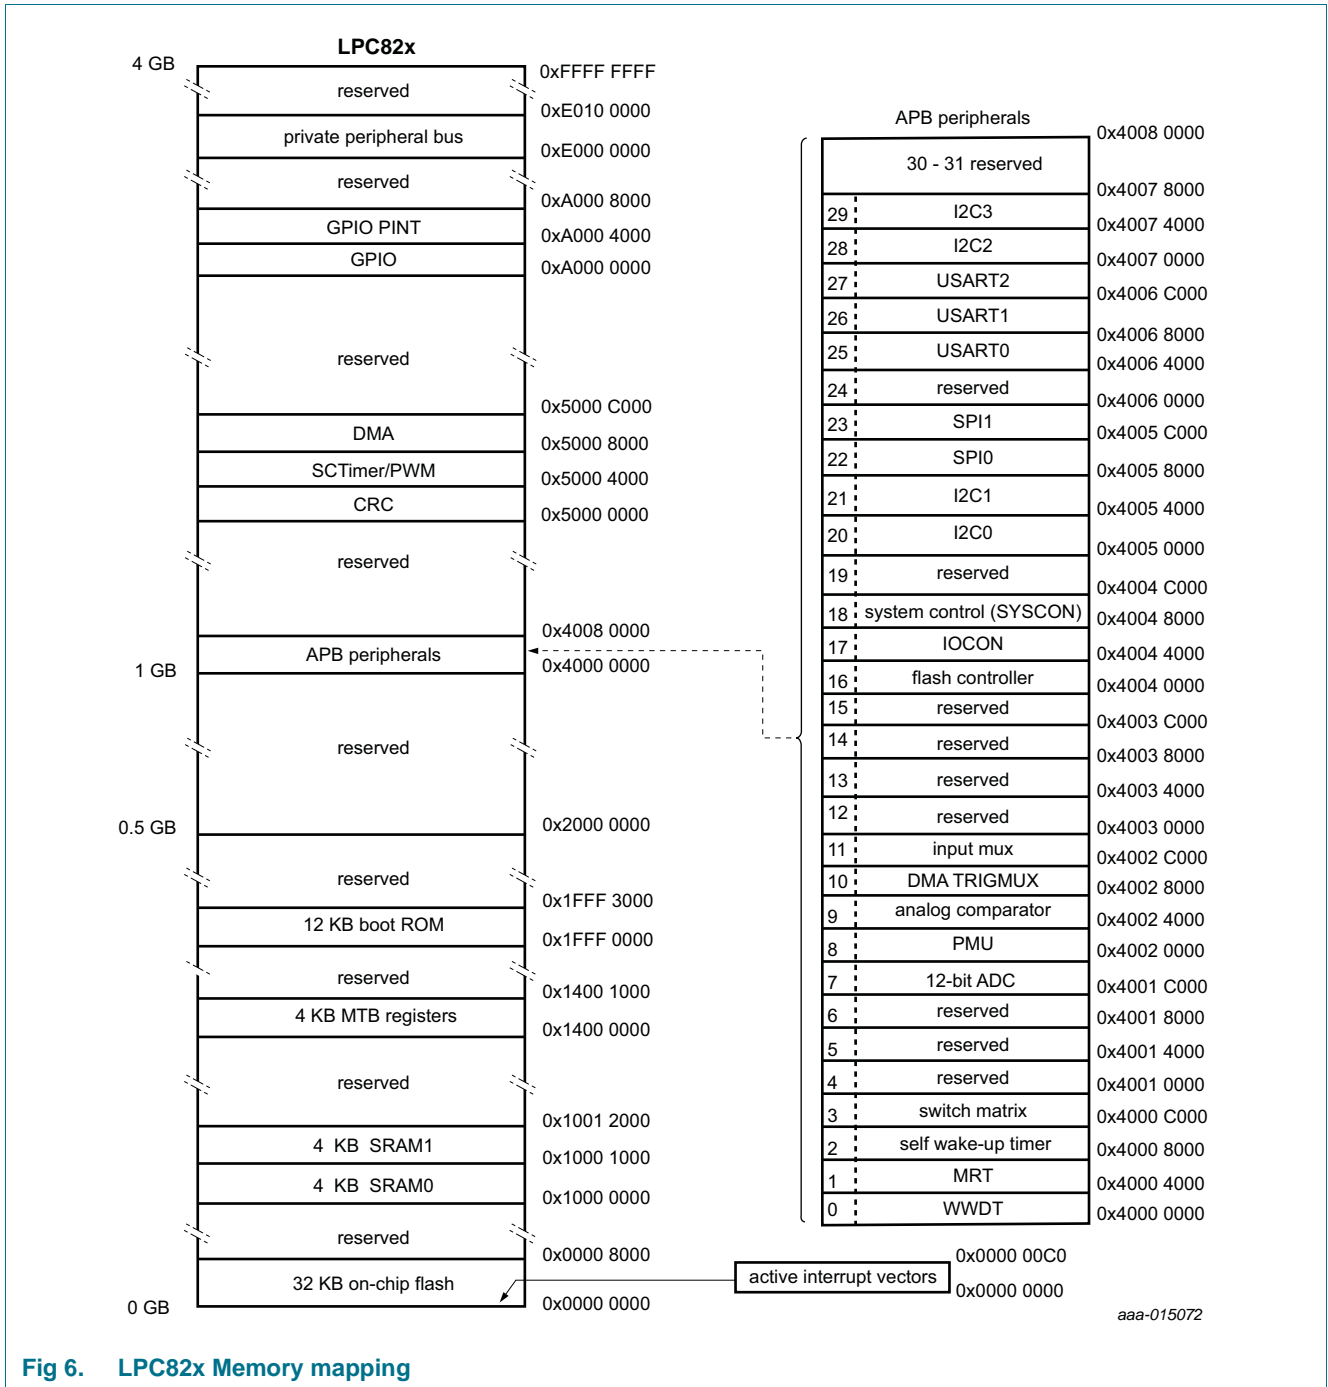 LPC82x
4 GB
0xFFFF FFFF
reserved
0xE010 0000
private peripheral bus
0xE000 0000
reserved
0xA000 8000
GPIO PINT
0xA000 4000
GPIO
0xA000 0000
reserved
0x5000 C000
DMA
0x5000 8000
SCTimer/PWM
0x5000 4000
CRC
0x5000 0000
reserved
0x4008 0000
APB peripherals
0x4000 0000
1 GB
reserved
0x2000 0000
0.5 GB
reserved
0x1FFF 3000
12 KB boot ROM
0x1FFF 0000
reserved
0x1400 1000
4 KB MTB registers
0x1400 0000
reserved
0x1001 2000
4 KB SRAM1
0x1000 1000
4 KB SRAM0
0x1000 0000
reserved
0x0000 8000
32 KB on-chip flash
0x0000 0000
0 GB
APB peripherals
0x4008 0000
30 - 31 reserved
0x4007 8000
29 I2C3
0x4007 4000
28 I2C2
0x4007 0000
27 USART2
0x4006 C000
26 USART1
0x4006 8000
25 USART0
0x4006 4000
24 reserved
0x4006 0000
23 SPI1
0x4005 C000
22 SPI0
0x4005 8000
21 I2C1
0x4005 4000
20 I2C0
0x4005 0000
19 reserved
0x4004 C000
18 system control (SYSCON)
0x4004 8000
17 IOCON
0x4004 4000
16 flash controller
0x4004 0000
15 reserved
0x4003 C000
14 reserved
0x4003 8000
13 reserved
0x4003 4000
12 reserved
0x4003 0000
11 input mux
0x4002 C000
10 DMA TRIGMUX
0x4002 8000
9 analog comparator
0x4002 4000
8 PMU
0x4002 0000
7 12-bit ADC
0x4001 C000
6 reserved
0x4001 8000
5 reserved
0x4001 4000
4 reserved
0x4001 0000
3 switch matrix
0x4000 C000
2 self wake-up timer
0x4000 8000
1 MRT
0x4000 4000
0 WWDT
0x4000 0000
0x0000 00C0
active interrupt vectors
0x0000 0000
aaa-015072
Fig 6. LPC82x Memory mapping